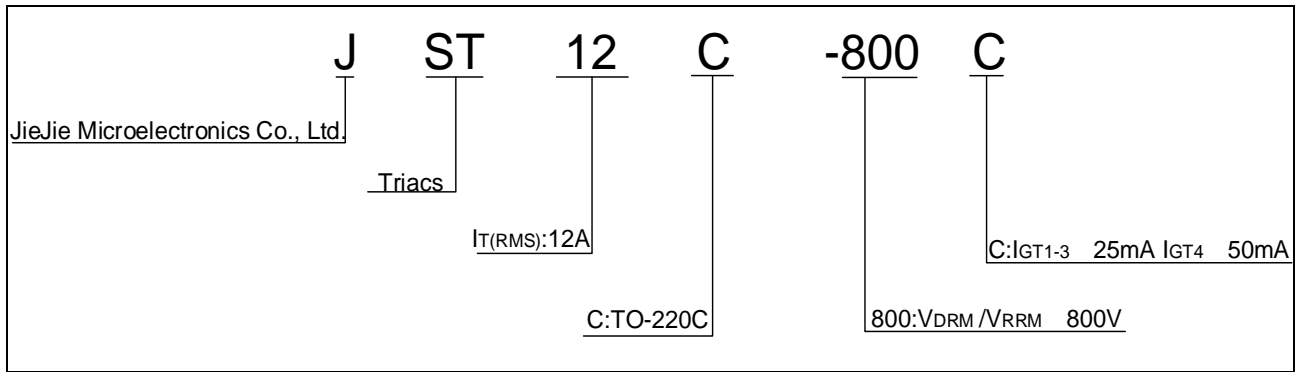 J ST 12 C -800 C
JieJie Microelectronics Co., Ltd.
Triacs
IT(RMS):12A
C:IGT1-3 25mA IGT4 50mA
C:TO-220C
800:VDRM /VRRM 800V